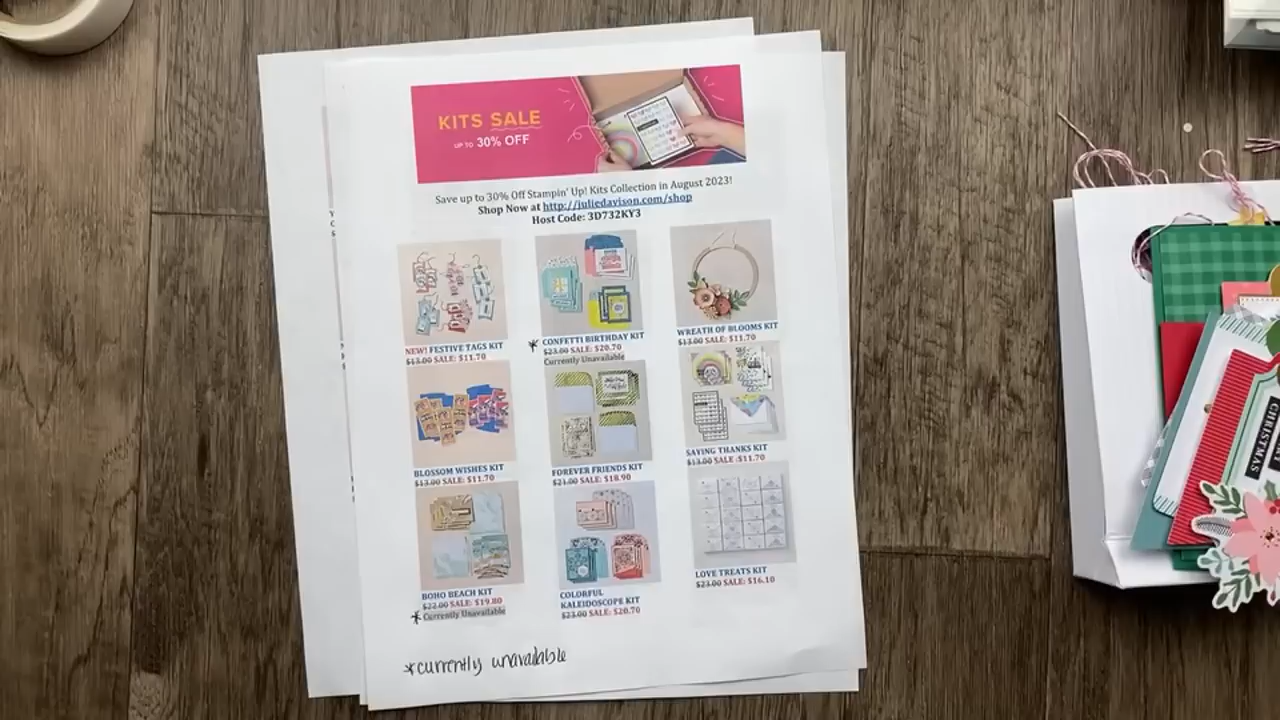 KITS SALE
UP TO 30% OFF
Save up to 30% Off Stampin' Up! Kits Collection in August 2023!
Shop Now at http://juliedavison.com/shop
Host Code: 3D732KY3
NEW! FESTIVE TAGS KIT
$13.00 SALE: $11.70
* CONFETTI BIRTHDAY KIT
$23.00 SALE: $20.70
Currently Unavailable
WREATH OF BLOOMS KIT
$13.00 SALE: $11.70
BLOSSOM WISHES KIT
$13.00 SALE: $11.70
FOREVER FRIENDS KIT
$21.00 SALE: $18.90
SAYING THANKS KIT
$13.00 SALE :$11.70
BOHO BEACH KIT
$22.00 SALE: $19.80
* Currently Unavailable
COLORFUL
KALEIDOSCOPE KIT
$23.00 SALE: $20.70
LOVE TREATS KIT
$23.00 SALE: $16.10
*currently unavailable
CHRISTMAS